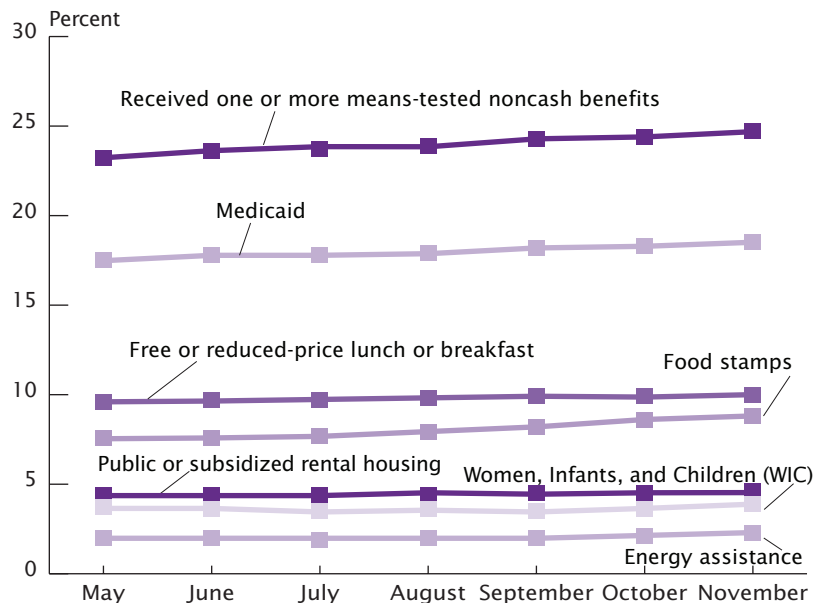 Percent
30
Received one or more means-tested noncash benefits
25
Medicaid
20
15
Free or reduced-price lunch or breakfast
Food stamps
10
Public or subsidized rental housing
Women, Infants, and Children (WIC)
5
Energy assistance
0
May June July August September October November